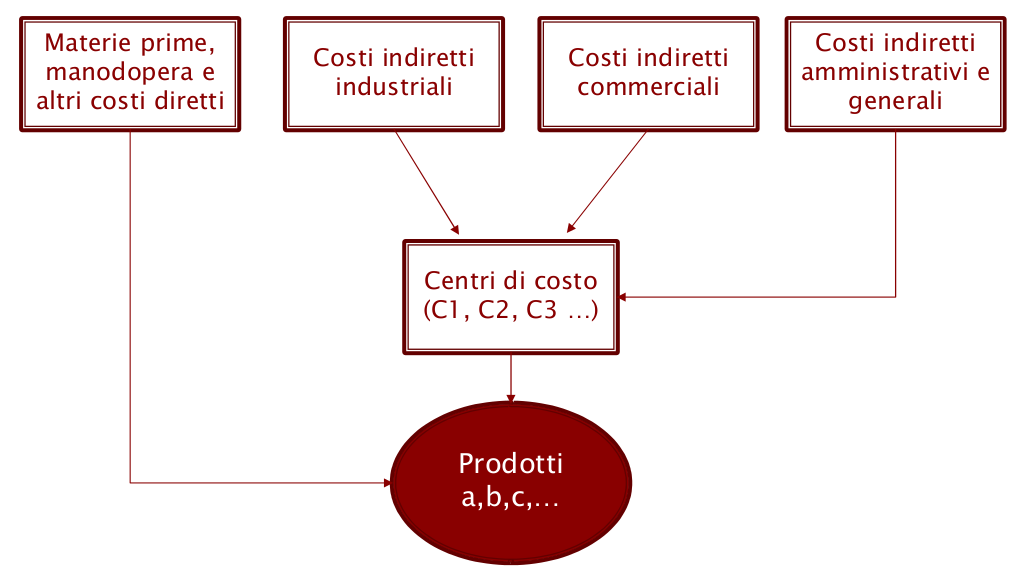 Materie prime,
manodopera e
altri costi diretti
Costi indiretti
industriali
Costi indiretti
commerciali
Costi indiretti
amministrativi e
generali
Centri di costo
(C1, C2, C3 …)
Prodotti
a,b,c,…